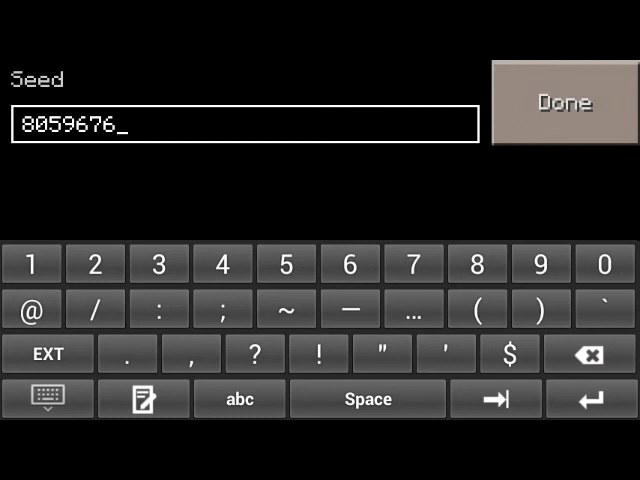 Seed
Done
8059676_
1 2 3 4 5 6 7 8 9 0
@ / : ; ~ — … ( ) `
EXT . , ? ! " ' $
abc Space